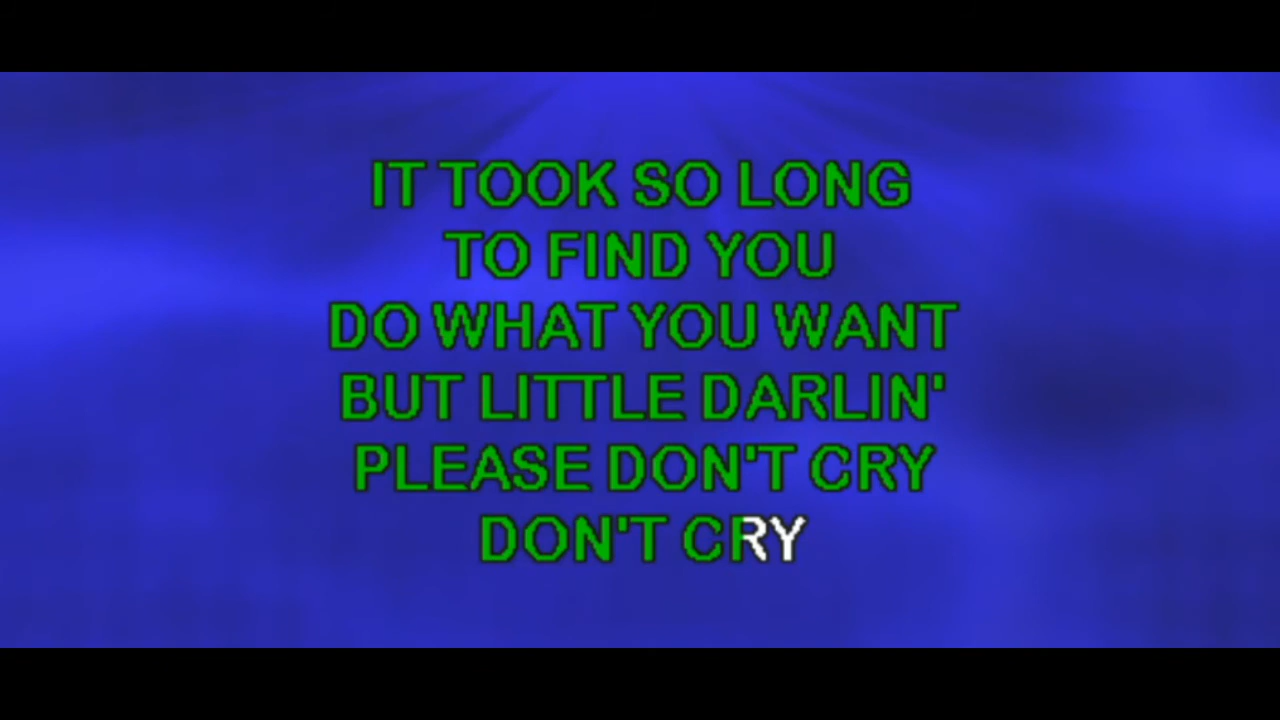 IT TOOK SO LONG
TO FIND YOU
DO WHAT YOU WANT
BUT LITTLE DARLIN'
PLEASE DON'T CRY
DON'T CRY